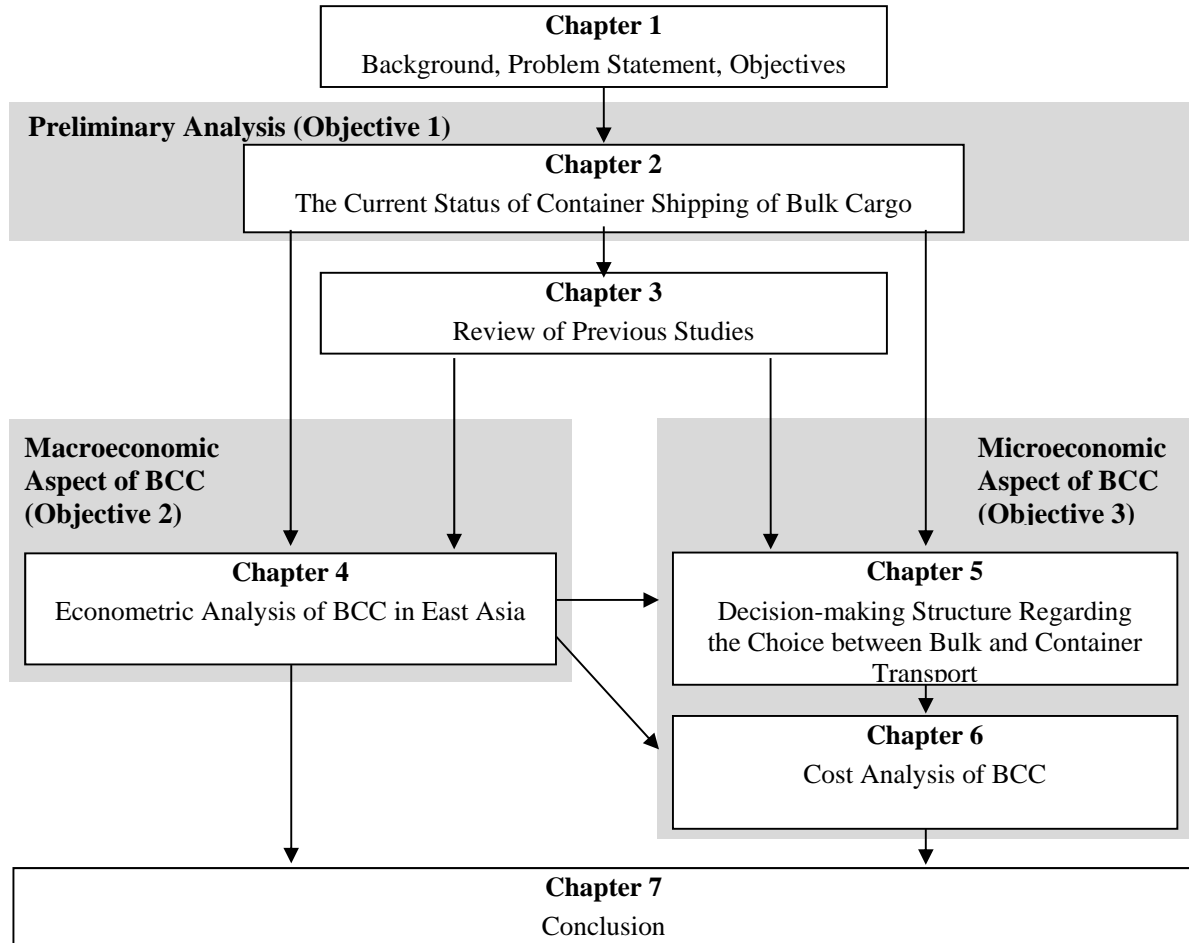 Chapter 1
Background, Problem Statement, Objectives
Preliminary Analysis (Objective 1)
Chapter 2
The Current Status of Container Shipping of Bulk Cargo
Chapter 3
Review of Previous Studies
Macroeconomic
Aspect of BCC
(Objective 2)
Microeconomic
Aspect of BCC
(Objective 3)
Chapter 4
Econometric Analysis of BCC in East Asia
Chapter 5
Decision-making Structure Regarding
the Choice between Bulk and Container
Transport
Chapter 6
Cost Analysis of BCC
Chapter 7
Conclusion